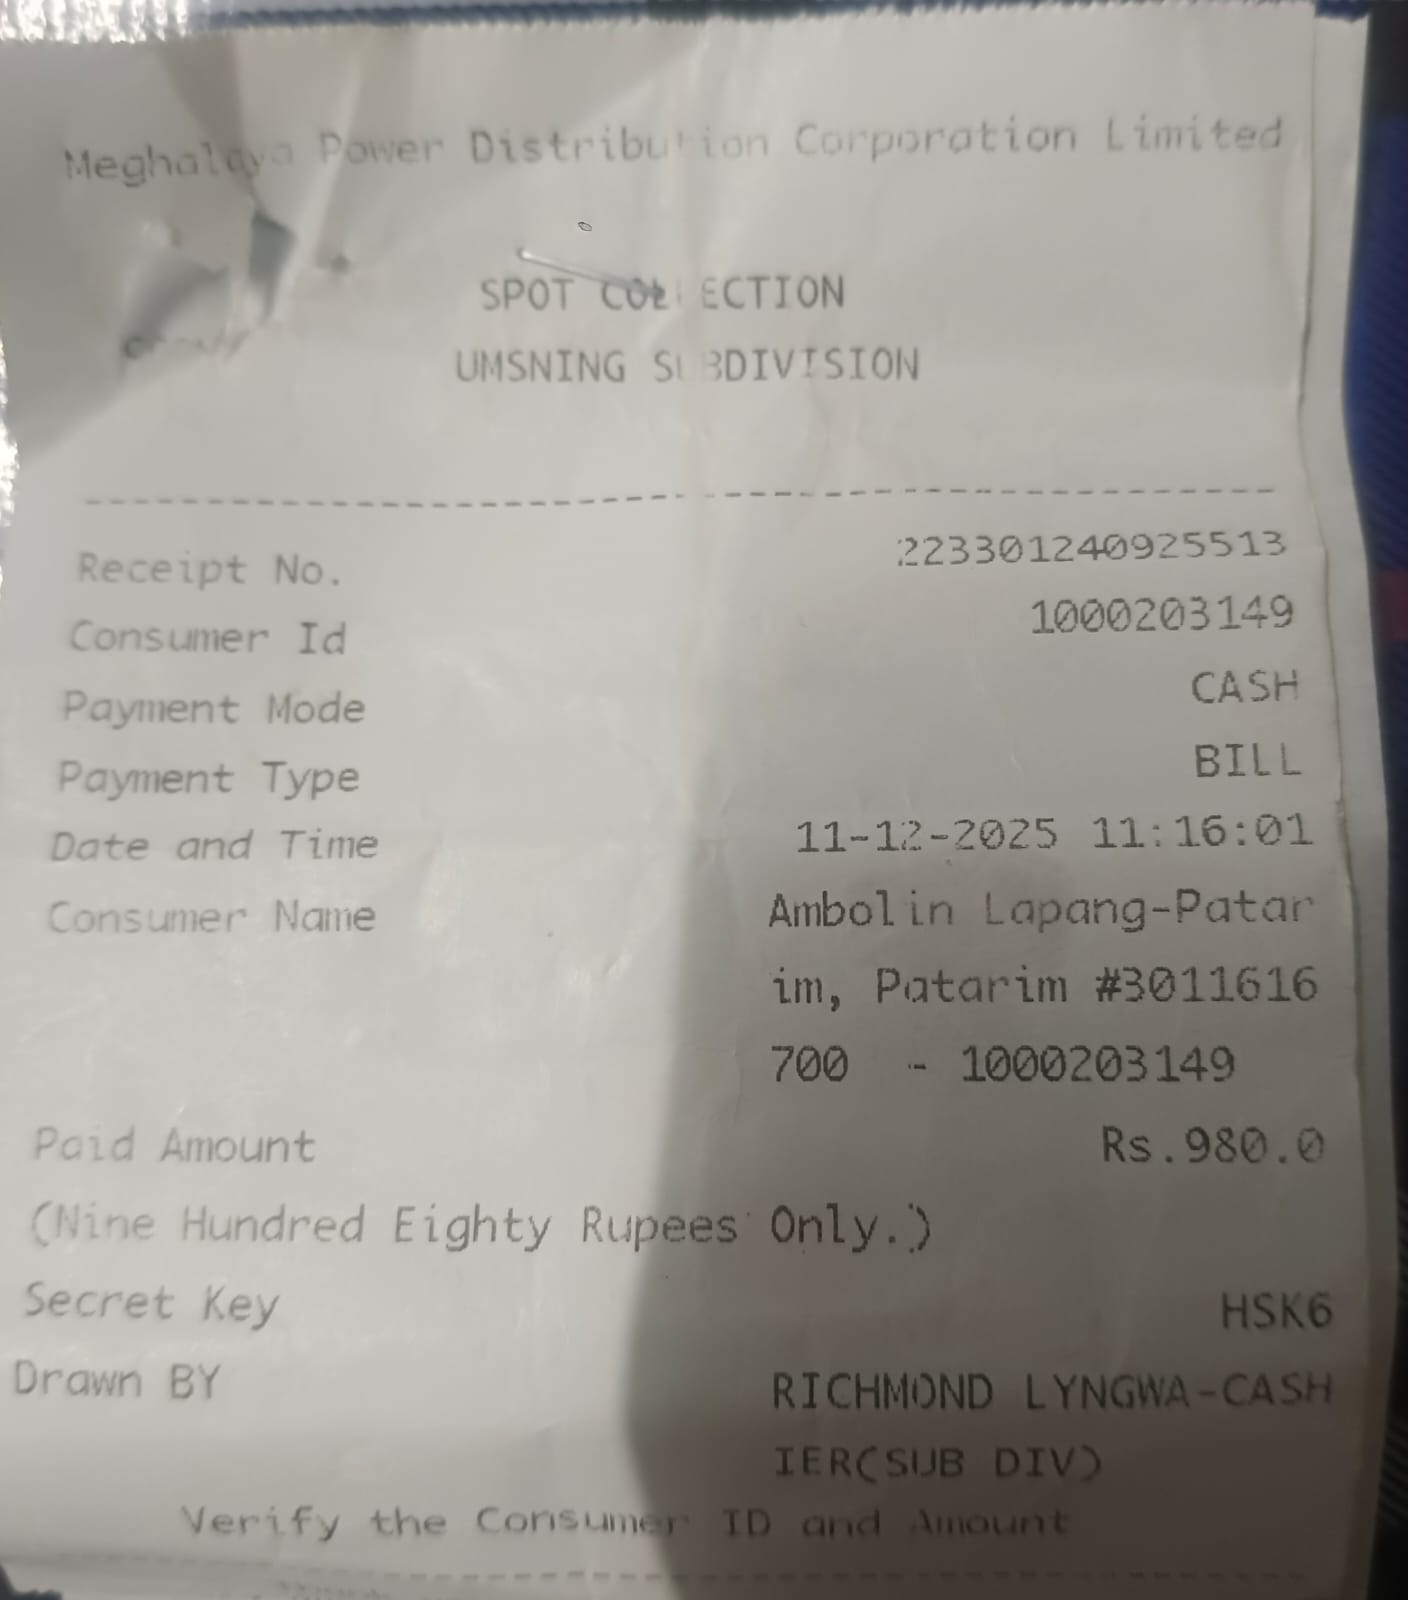 Meghalaya Power Distribution Corporation Limited
SPOT COLLECTION
UMSNING SUBDIVISION
Receipt No. 223301240925513
Consumer Id 1000203149
Payment Mode CASH
Payment Type BILL
Date and Time 11-12-2025 11:16:01
Consumer Name Ambolin Lapang-Patar
im, Patarim #3011616
700 - 1000203149
Paid Amount Rs.980.0
(Nine Hundred Eighty Rupees Only.)
Secret Key HSK6
Drawn BY RICHMOND LYNGWA-CASH
IER(SUB DIV)
Verify the Consumer ID and Amount